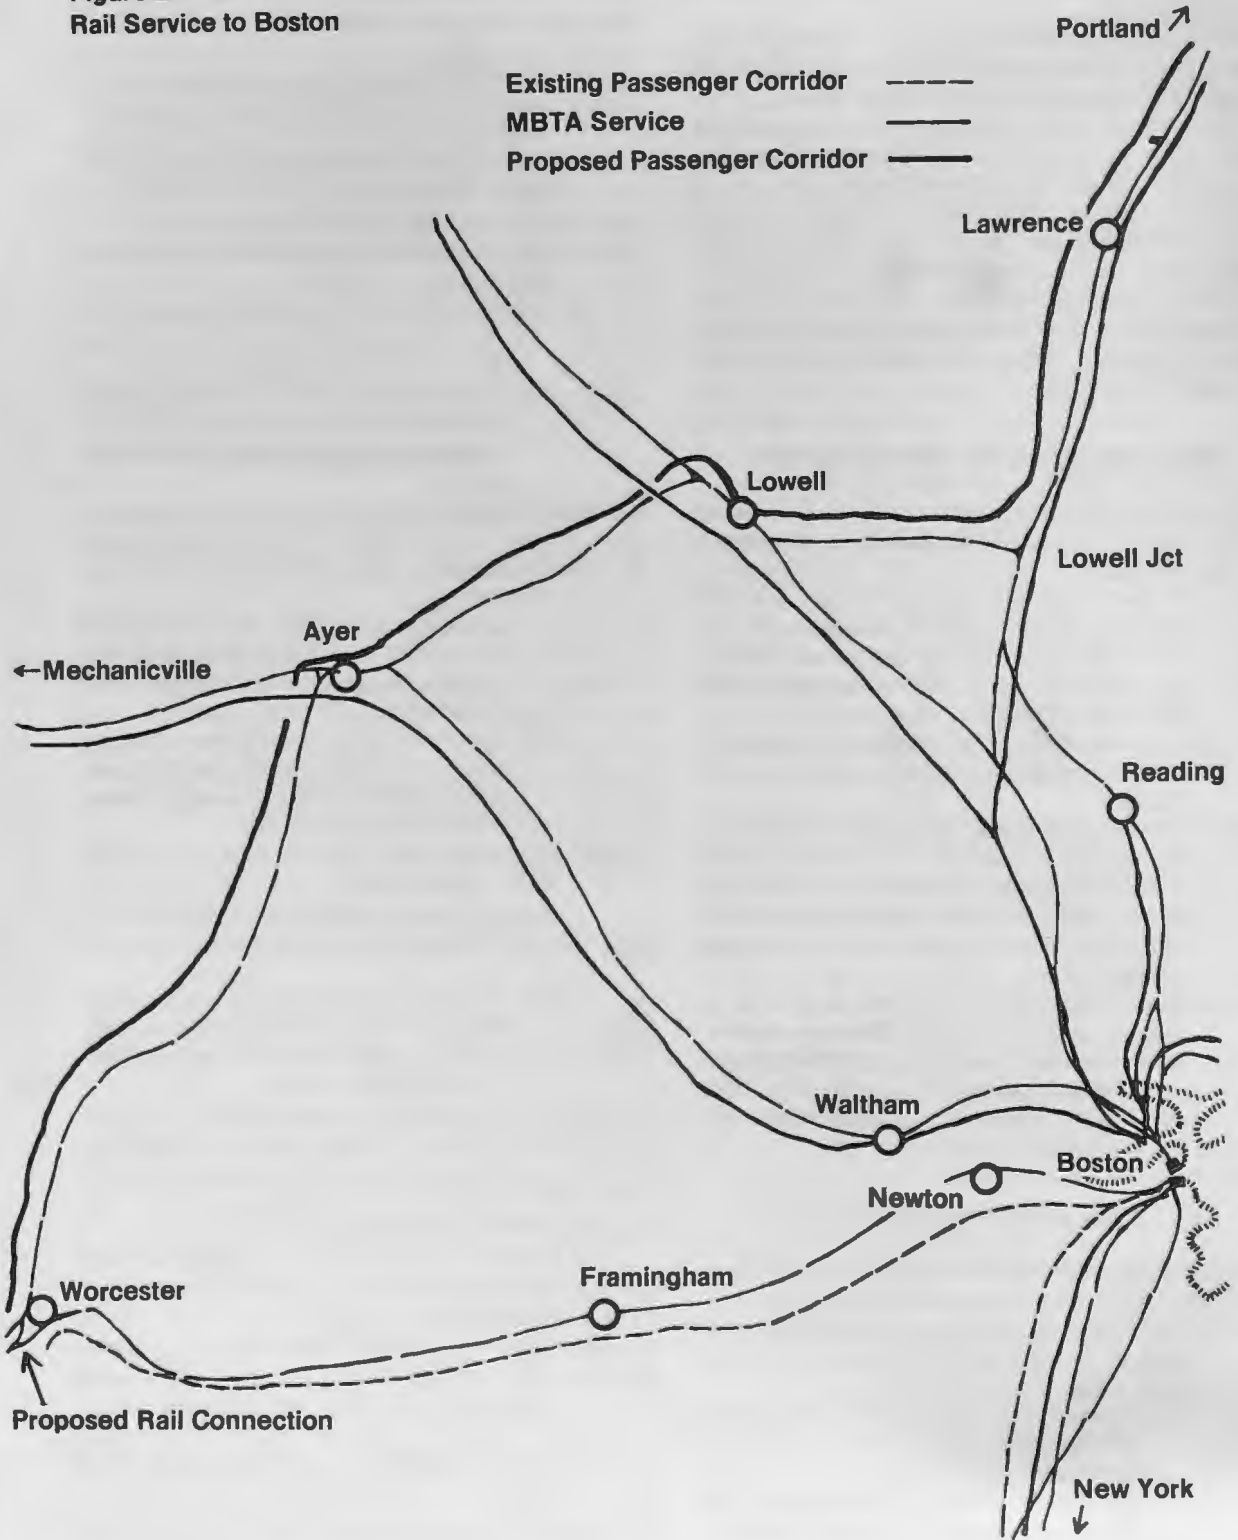 Rail Service to Boston
Portland
Existing Passenger Corridor
MBTA Service
Proposed Passenger Corridor
Lawrence
Lowell
Lowell Jct
Ayer
←Mechanicville
Reading
Waltham
Boston
Newton
Worcester
Framingham
Proposed Rail Connection
New York